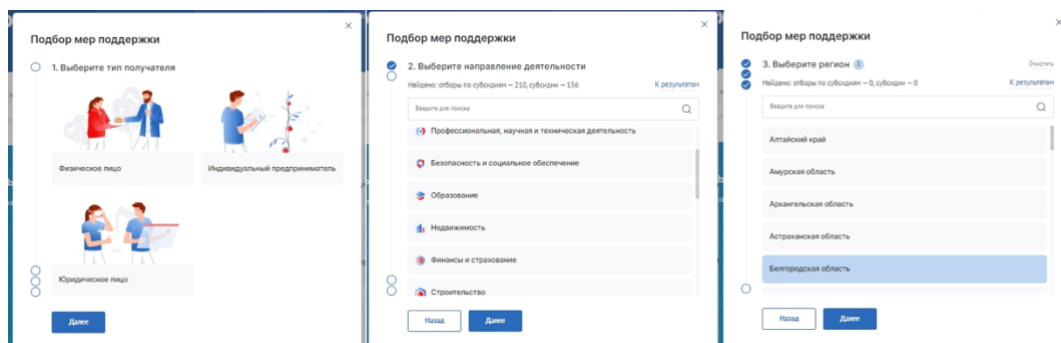 Подбор мер поддержки
1. Выберите тип получателя
Физическое лицо
Индивидуальный предприниматель
Юридическое лицо
Далее
Подбор мер поддержки
2. Выберите направление деятельности
Найдено: отборы по субсидиям — 210, субсидии — 156
К результатам
Введите для поиска
Профессиональная, научная и техническая деятельность
Безопасность и социальное обеспечение
Образование
Недвижимость
Финансы и страхование
Строительство
Назад
Далее
Подбор мер поддержки
3. Выберите регион 1
Очистить
Найдено: отборы по субсидиям — 0, субсидии — 0
К результатам
Введите для поиска
Алтайский край
Амурская область
Архангельская область
Астраханская область
Белгородская область
Назад
Далее